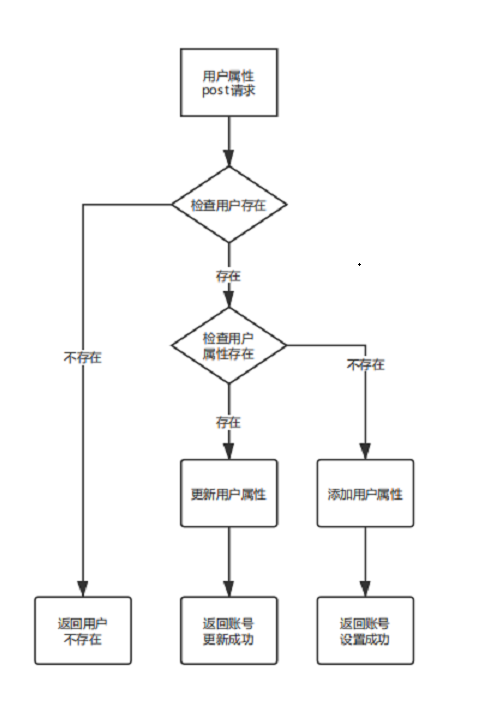 用户属性
post请求
检查用户存在
存在
检查用户
属性存在
不存在
不存在
存在
更新用户属性
添加用户属性
返回用户
不存在
返回账号
更新成功
返回账号
设置成功